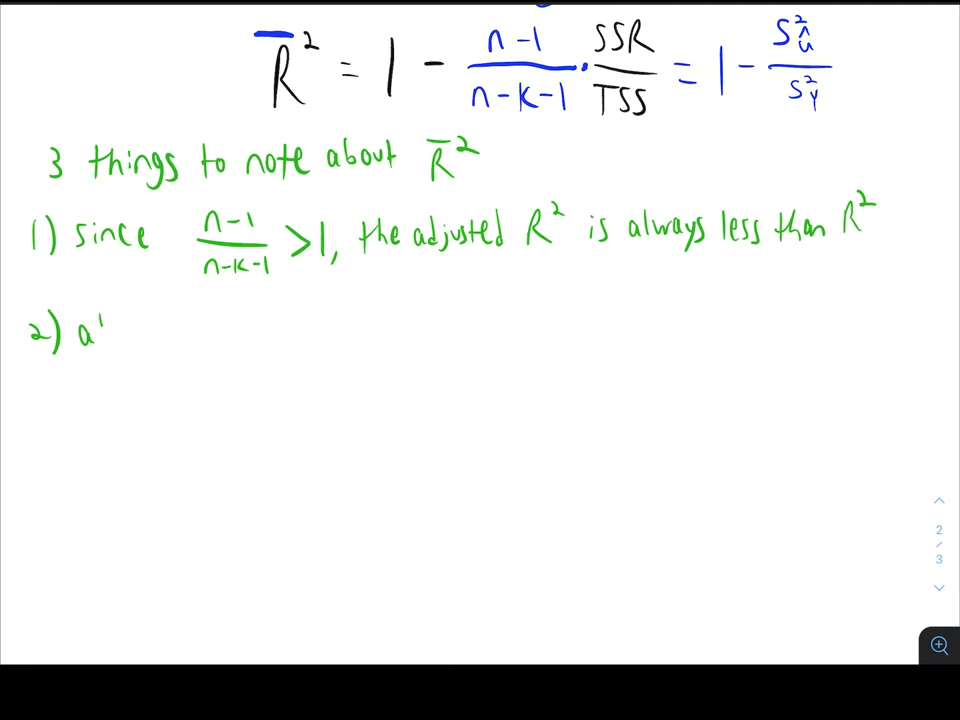 R̄² = 1 - n-1/n-k-1 · SSR/TSS = 1 - S²û/S²Y
3 things to note about R̄²
1) since n-1/n-k-1 > 1, the adjusted R² is always less than R²
2) a
2
/
3